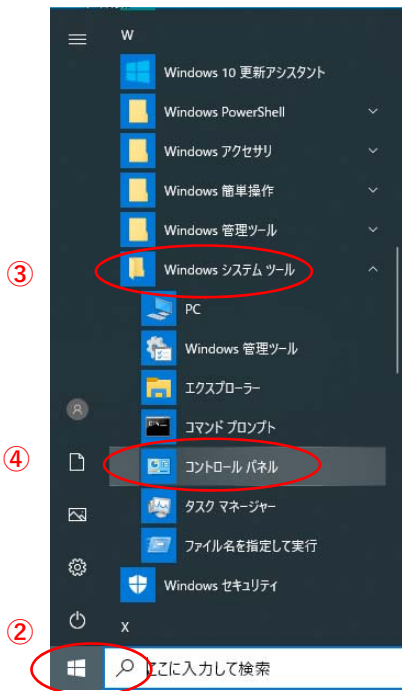 W
Windows 10 更新アシスタント
Windows PowerShell
Windows アクセサリ
Windows 簡単操作
Windows 管理ツール
③ Windows システム ツール
PC
Windows 管理ツール
エクスプローラー
コマンド プロンプト
④ コントロール パネル
タスク マネージャー
ファイル名を指定して実行
Windows セキュリティ
② X
ここに入力して検索